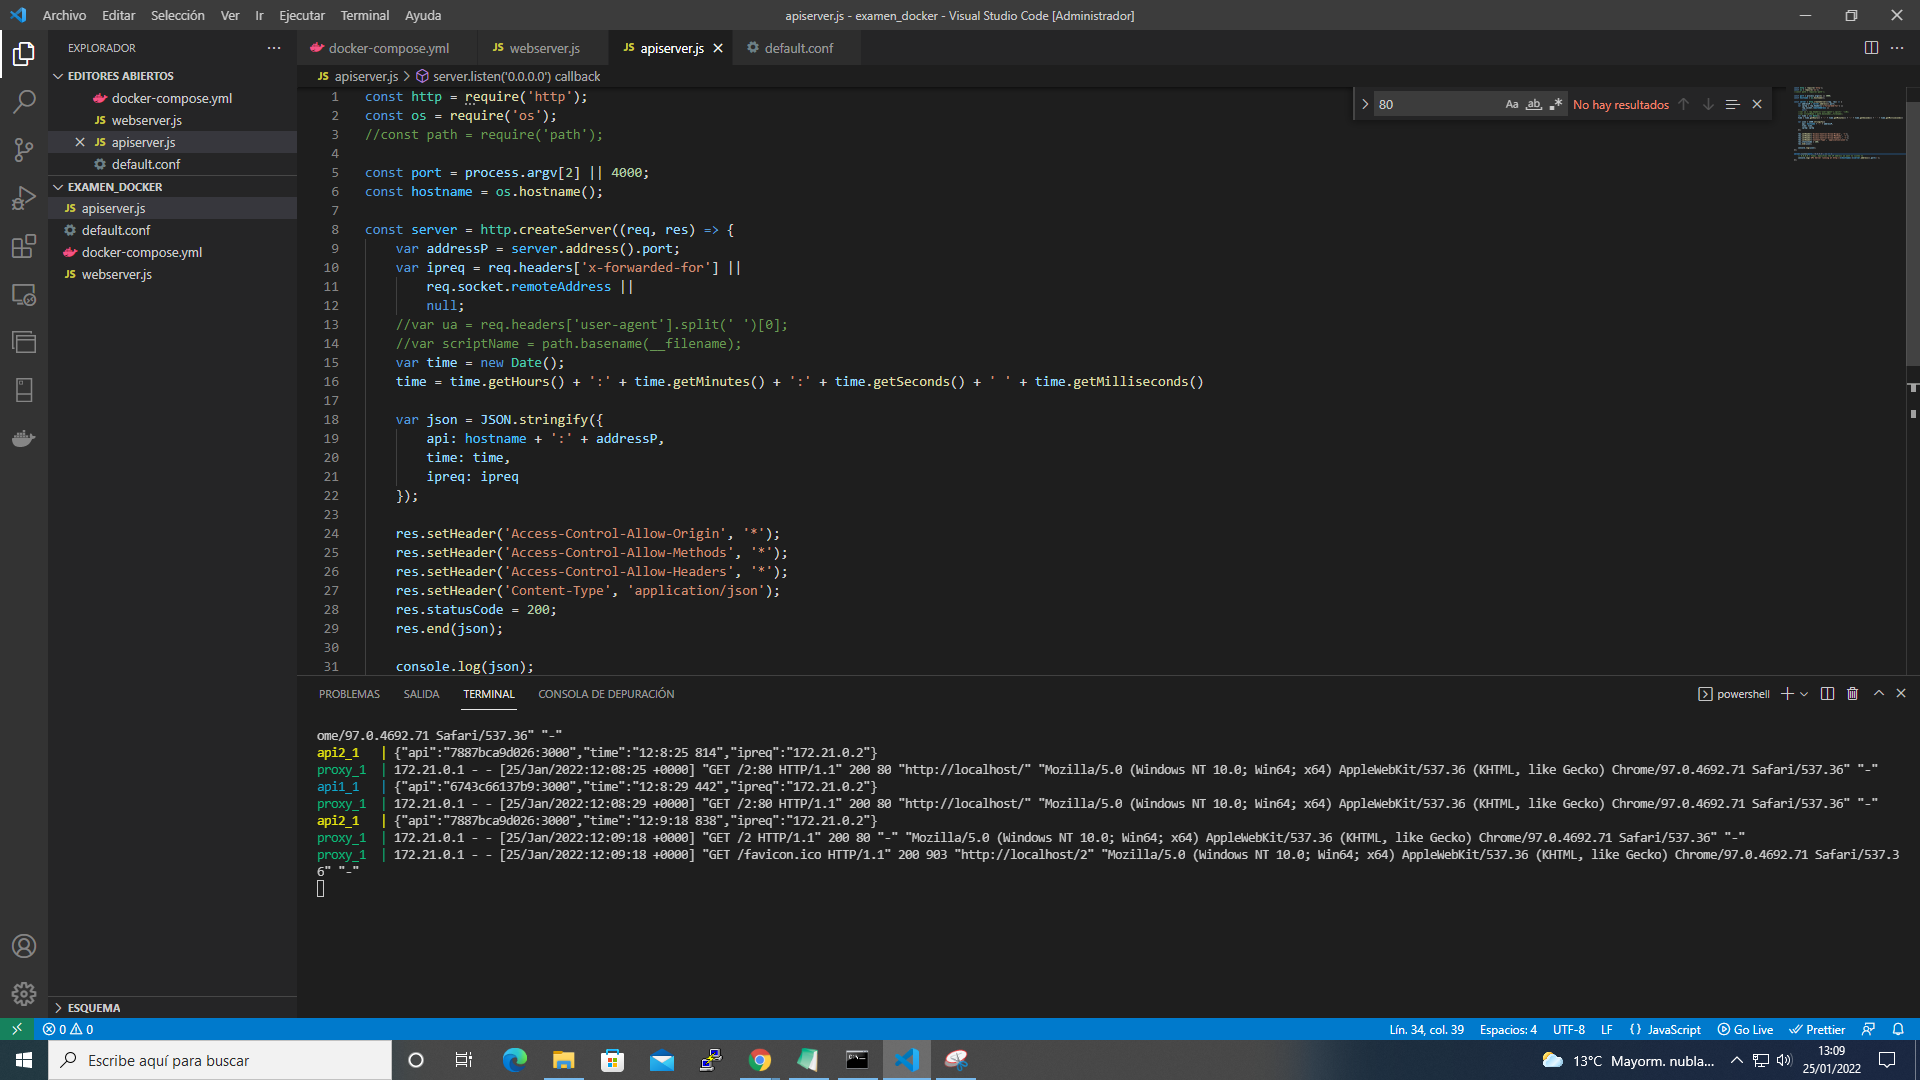 Archivo Editar Selección Ver Ir Ejecutar Terminal Ayuda
apiserver.js - examen_docker - Visual Studio Code [Administrador]
EXPLORADOR
EDITORES ABIERTOS
docker-compose.yml
JS webserver.js
JS apiserver.js
default.conf
EXAMEN_DOCKER
JS apiserver.js
default.conf
docker-compose.yml
JS webserver.js
ESQUEMA
docker-compose.yml JS webserver.js JS apiserver.js default.conf
JS apiserver.js > server.listen('0.0.0.0') callback
80 Aa ab .* No hay resultados
1 const http = require('http');
2 const os = require('os');
3 //const path = require('path');
4
5 const port = process.argv[2] || 4000;
6 const hostname = os.hostname();
7
8 const server = http.createServer((req, res) => {
9 var addressP = server.address().port;
10 var ipreq = req.headers['x-forwarded-for'] ||
11 req.socket.remoteAddress ||
12 null;
13 //var ua = req.headers['user-agent'].split(' ')[0];
14 //var scriptName = path.basename(__filename);
15 var time = new Date();
16 time = time.getHours() + ':' + time.getMinutes() + ':' + time.getSeconds() + ' ' + time.getMilliseconds()
17
18 var json = JSON.stringify({
19 api: hostname + ':' + addressP,
20 time: time,
21 ipreq: ipreq
22 });
23
24 res.setHeader('Access-Control-Allow-Origin', '*');
25 res.setHeader('Access-Control-Allow-Methods', '*');
26 res.setHeader('Access-Control-Allow-Headers', '*');
27 res.setHeader('Content-Type', 'application/json');
28 res.statusCode = 200;
29 res.end(json);
30
31 console.log(json);
PROBLEMAS SALIDA TERMINAL CONSOLA DE DEPURACIÓN
powershell
ome/97.0.4692.71 Safari/537.36" "-"
api2_1 | {"api":"7887bca9d026:3000","time":"12:8:25 814","ipreq":"172.21.0.2"}
proxy_1 | 172.21.0.1 - - [25/Jan/2022:12:08:25 +0000] "GET /2:80 HTTP/1.1" 200 80 "http://localhost/" "Mozilla/5.0 (Windows NT 10.0; Win64; x64) AppleWebKit/537.36 (KHTML, like Gecko) Chrome/97.0.4692.71 Safari/537.36" "-"
api1_1 | {"api":"6743c66137b9:3000","time":"12:8:29 442","ipreq":"172.21.0.2"}
proxy_1 | 172.21.0.1 - - [25/Jan/2022:12:08:29 +0000] "GET /2:80 HTTP/1.1" 200 80 "http://localhost/" "Mozilla/5.0 (Windows NT 10.0; Win64; x64) AppleWebKit/537.36 (KHTML, like Gecko) Chrome/97.0.4692.71 Safari/537.36" "-"
api2_1 | {"api":"7887bca9d026:3000","time":"12:9:18 838","ipreq":"172.21.0.2"}
proxy_1 | 172.21.0.1 - - [25/Jan/2022:12:09:18 +0000] "GET /2 HTTP/1.1" 200 80 "-" "Mozilla/5.0 (Windows NT 10.0; Win64; x64) AppleWebKit/537.36 (KHTML, like Gecko) Chrome/97.0.4692.71 Safari/537.36" "-"
proxy_1 | 172.21.0.1 - - [25/Jan/2022:12:09:18 +0000] "GET /favicon.ico HTTP/1.1" 200 903 "http://localhost/2" "Mozilla/5.0 (Windows NT 10.0; Win64; x64) AppleWebKit/537.36 (KHTML, like Gecko) Chrome/97.0.4692.71 Safari/537.3
6" "-"
0 0 Lín. 34, col. 39 Espacios: 4 UTF-8 LF {} JavaScript Go Live Prettier
Escribe aquí para buscar
13°C Mayorm. nubla...
13:09
25/01/2022